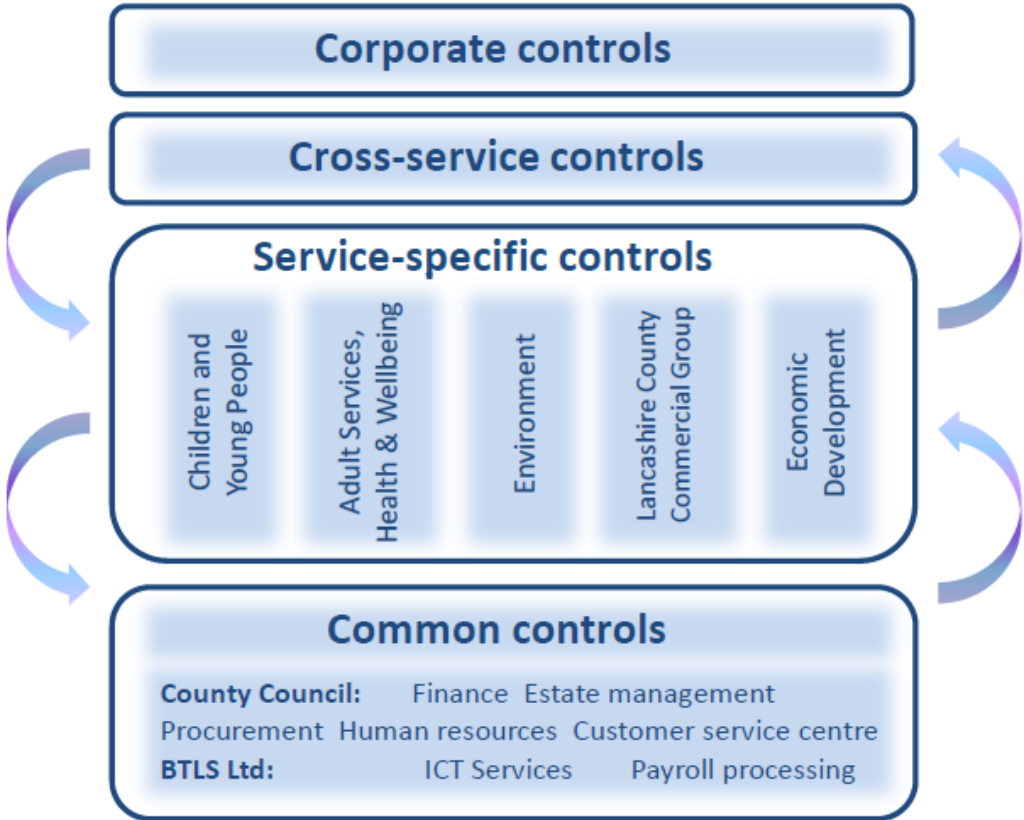 Corporate controls
Cross-service controls
Service-specific controls
Children and
Young People
Adult Services,
Health & Wellbeing
Environment
Lancashire County
Commercial Group
Economic
Development
Common controls
County Council: Finance Estate management
Procurement Human resources Customer service centre
BTLS Ltd: ICT Services Payroll processing